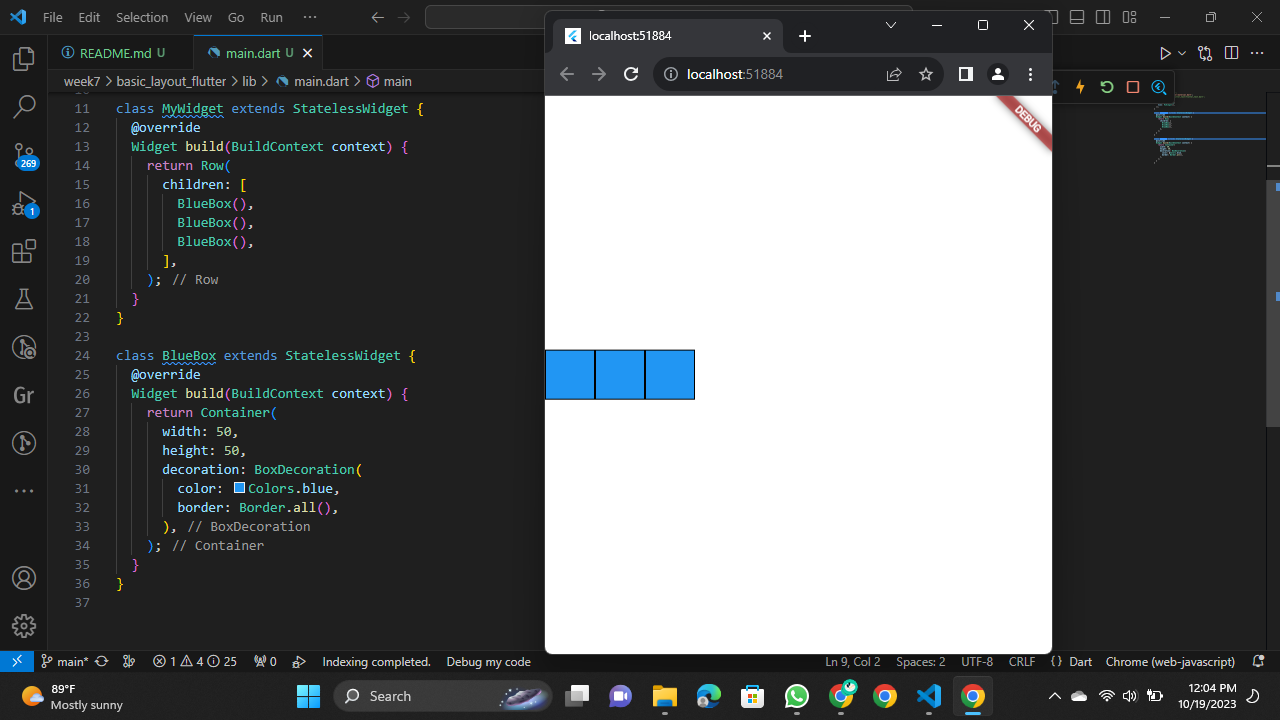 File Edit Selection View Go Run ···
README.md U
main.dart U
week7 > basic_layout_flutter > lib > main.dart > main
11 class MyWidget extends StatelessWidget {
12 @override
13 Widget build(BuildContext context) {
14 return Row(
15 children: [
16 BlueBox(),
17 BlueBox(),
18 BlueBox(),
19 ],
20 ); // Row
21 }
22 }
23
24 class BlueBox extends StatelessWidget {
25 @override
26 Widget build(BuildContext context) {
27 return Container(
28 width: 50,
29 height: 50,
30 decoration: BoxDecoration(
31 color: Colors.blue,
32 border: Border.all(),
33 ), // BoxDecoration
34 ); // Container
35 }
36 }
37
269
1
Gr
localhost:51884
localhost:51884
DEBUG
main* 1 4 25 0 Indexing completed. Debug my code Ln 9, Col 2 Spaces: 2 UTF-8 CRLF {} Dart Chrome (web-javascript)
89°F
Mostly sunny
Search
12:04 PM
10/19/2023